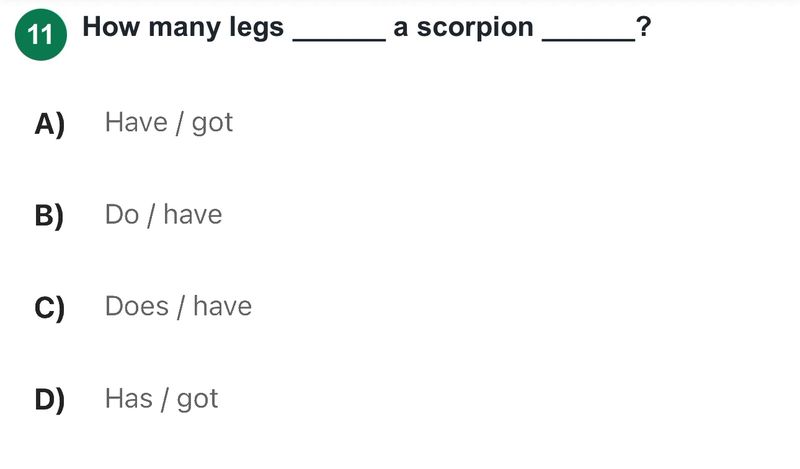 11 How many legs ______ a scorpion ______?
A) Have / got
B) Do / have
C) Does / have
D) Has / got